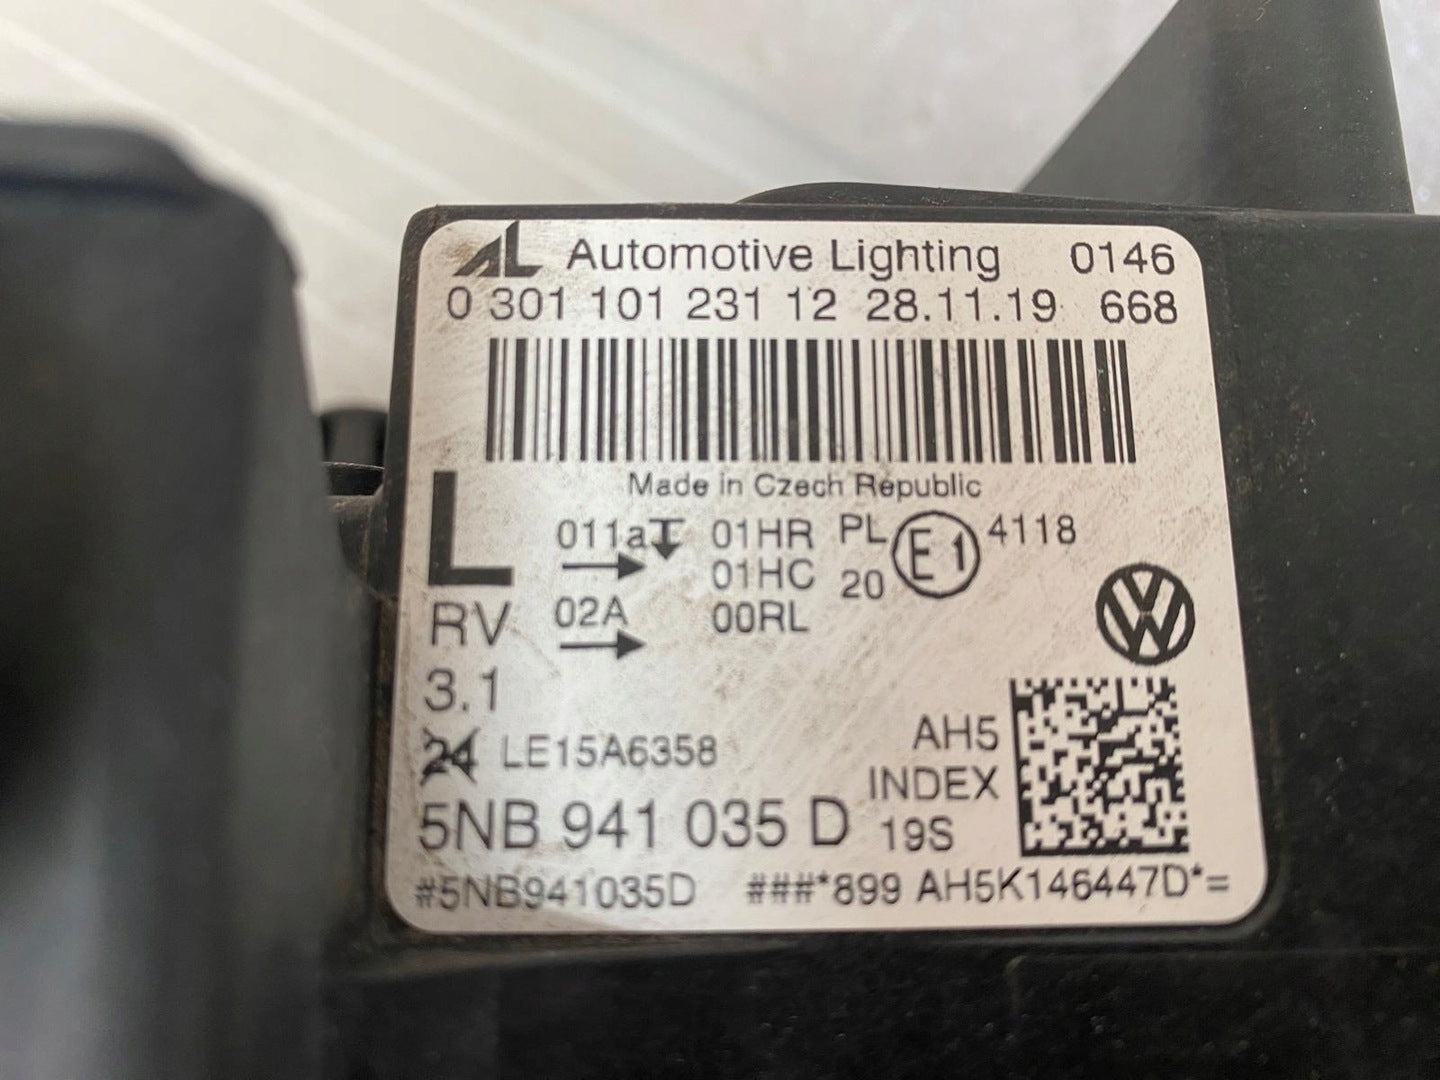 AL Automotive Lighting 0146
0 301 101 231 12 28.11.19 668
Made in Czech Republic
L 011aT 01HR PL E1 4118
01HC 20
RV 02A 00RL
3.1
24 LE15A6358 AH5
INDEX
5NB 941 035 D 19S
#5NB941035D ###*899 AH5K146447D*=